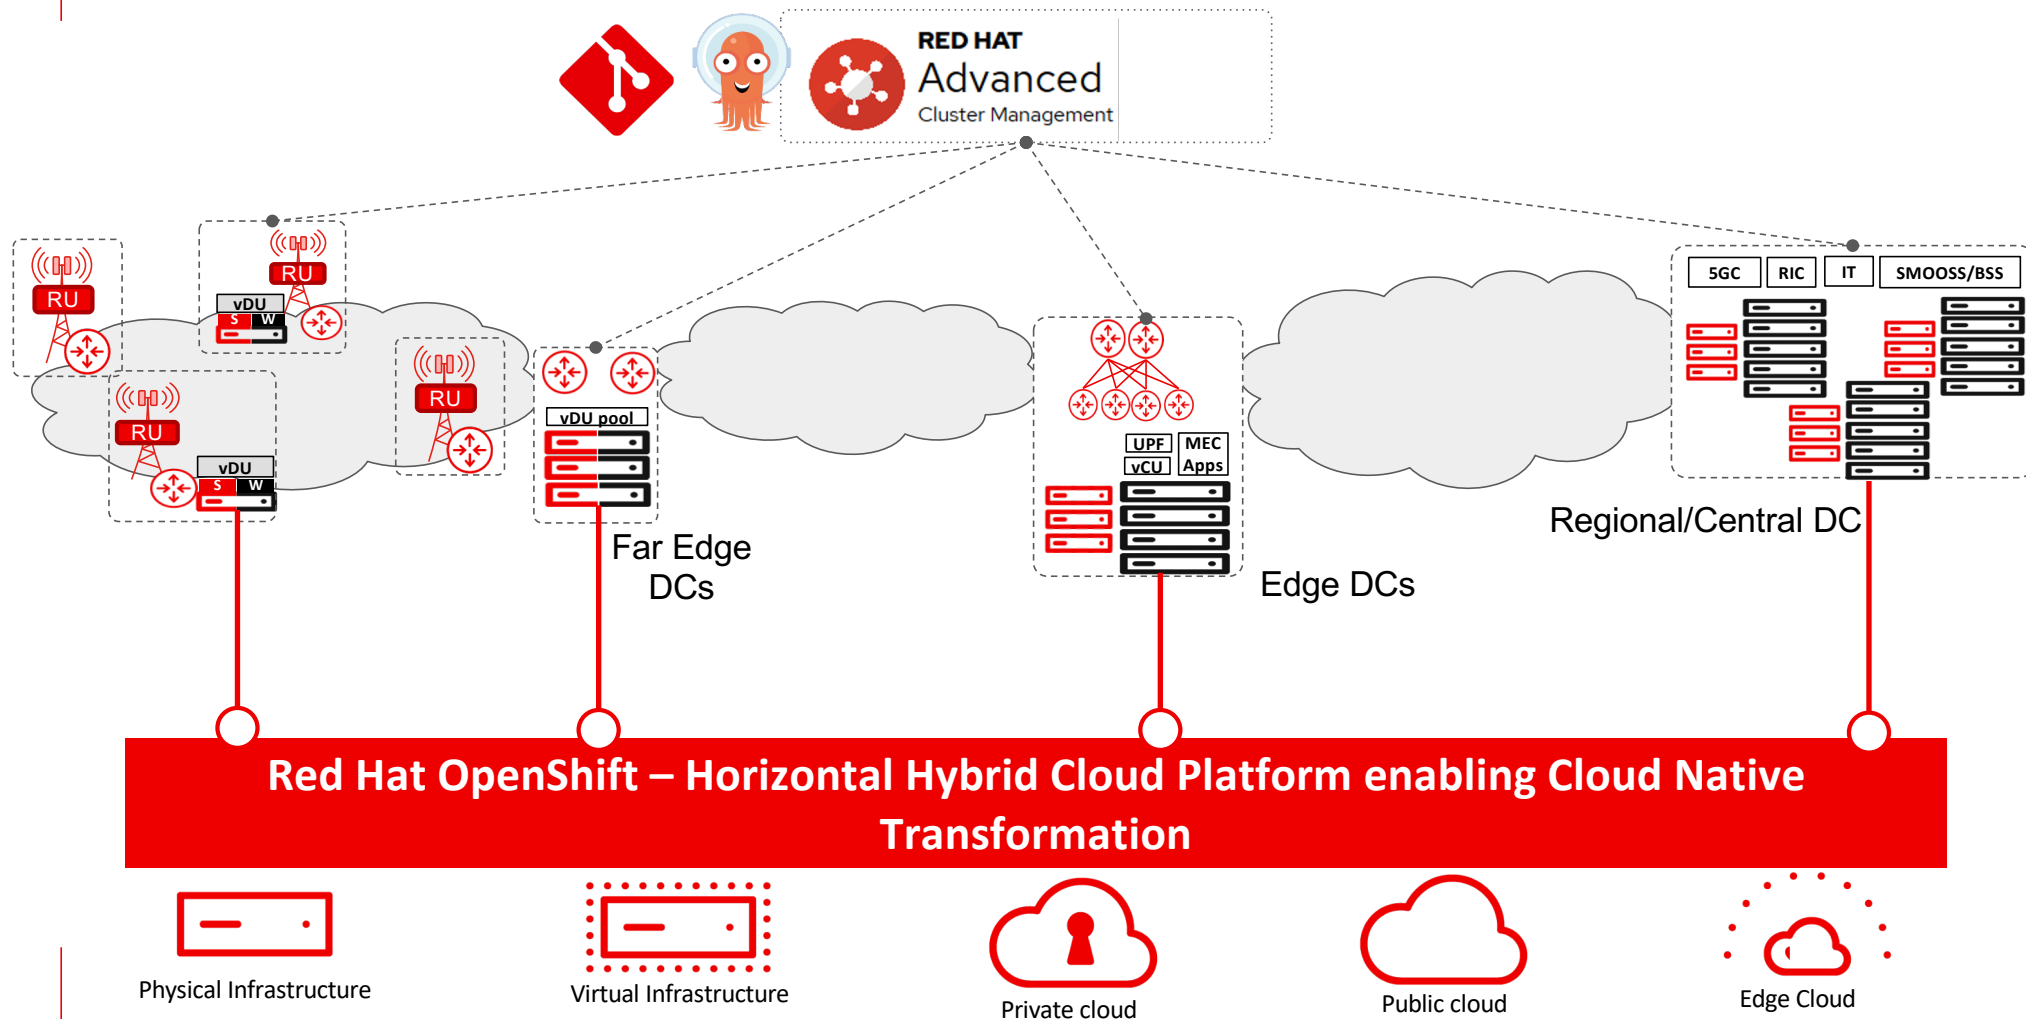 RED HAT
Advanced
Cluster Management
RU
RU
vDU
S W
RU
RU
vDU
S W
vDU pool
Far Edge
DCs
UPF
vCU
MEC
Apps
Edge DCs
5GC
RIC
IT
SMOOSS/BSS
Regional/Central DC
Red Hat OpenShift – Horizontal Hybrid Cloud Platform enabling Cloud Native
Transformation
Physical Infrastructure
Virtual Infrastructure
Private cloud
Public cloud
Edge Cloud